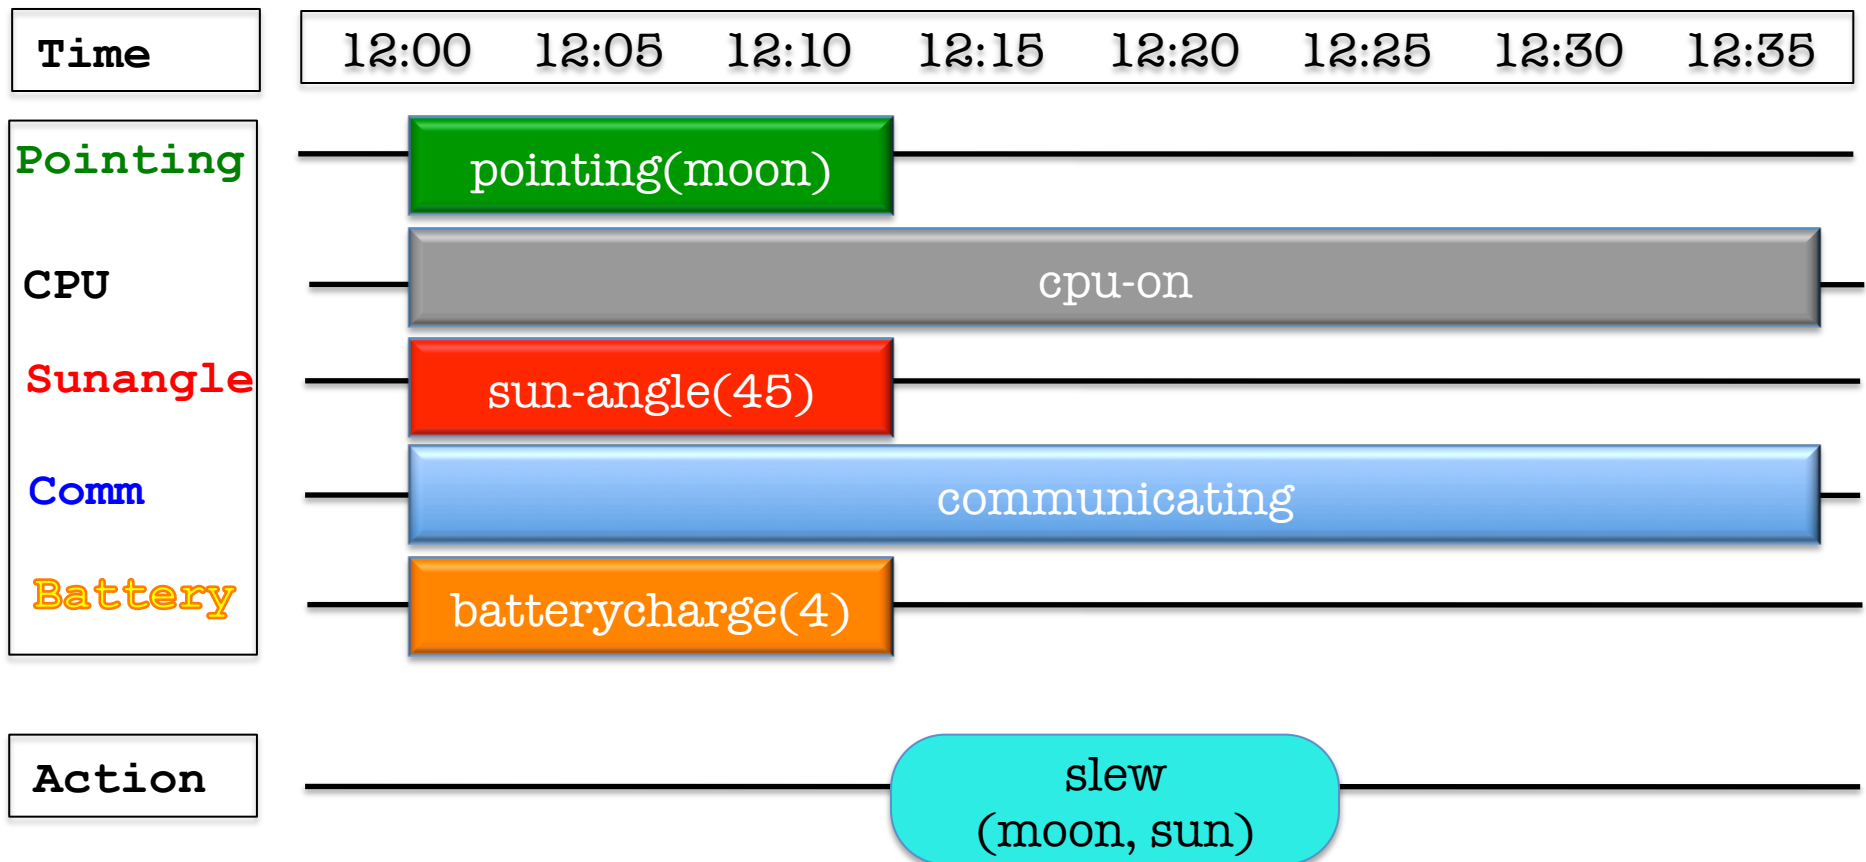 Time 12:00 12:05 12:10 12:15 12:20 12:25 12:30 12:35
Pointing pointing(moon)
CPU cpu-on
Sunangle sun-angle(45)
Comm communicating
Battery batterycharge(4)
Action slew
(moon, sun)